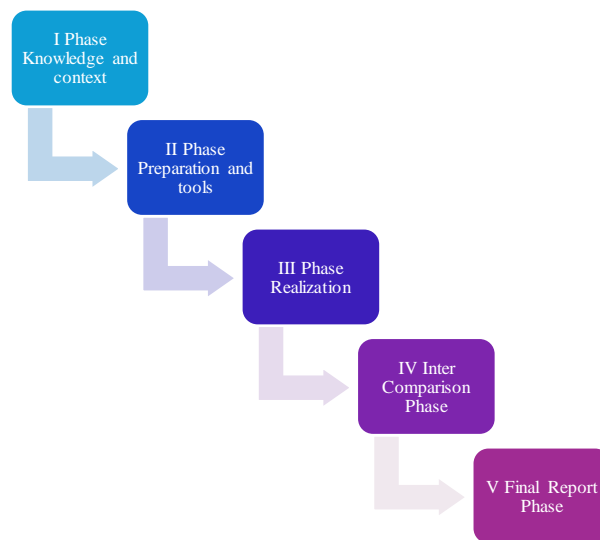 I Phase
Knowledge and
context
II Phase
Preparation and
tools
III Phase
Realization
IV Inter
Comparison
Phase
V Final Report
Phase